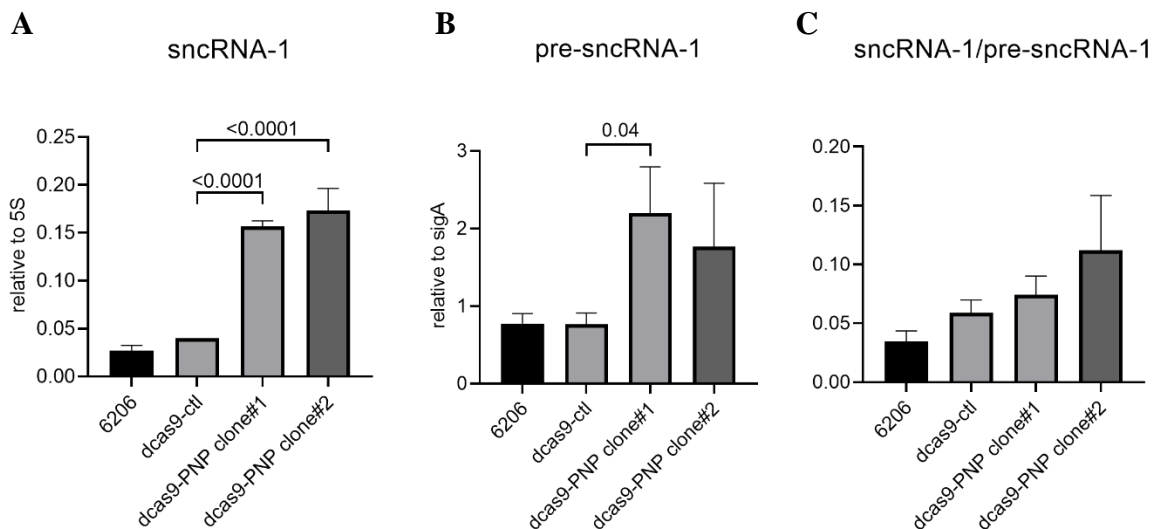 A
sncRNA-1
relative to 5S
0.25
0.20
0.15
0.10
0.05
0.00
<0.0001
<0.0001
6206
dcas9-ctl
dcas9-PNP clone#1
dcas9-PNP clone#2
B
pre-sncRNA-1
relative to sigA
3
2
1
0
0.04
6206
dcas9-ctl
dcas9-PNP clone#1
dcas9-PNP clone#2
C
sncRNA-1/pre-sncRNA-1
0.20
0.15
0.10
0.05
0.00
6206
dcas9-ctl
dcas9-PNP clone#1
dcas9-PNP clone#2